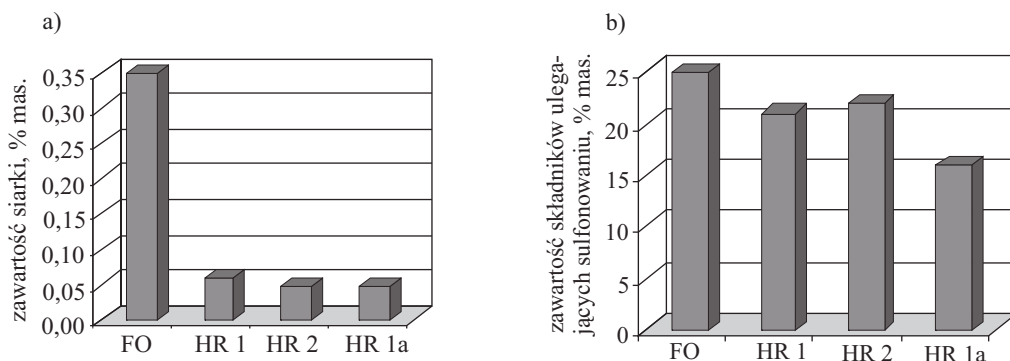 a)
zawartość siarki, % mas.
0,35
0,30
0,25
0,20
0,15
0,10
0,05
0,00
FO
HR 1
HR 2
HR 1a
b)
zawartość składników ulega-
jących sulfonowaniu, % mas.
25
20
15
10
5
0
FO
HR 1
HR 2
HR 1a